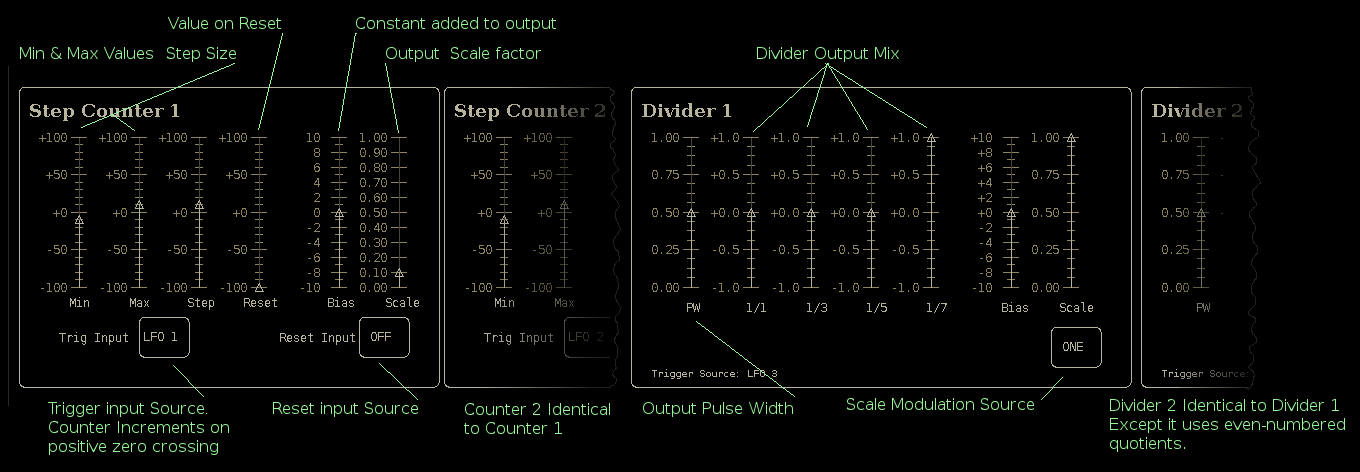 Value on Reset
Constant added to output
Min & Max Values Step Size
Output Scale factor
Divider Output Mix
Step Counter 1
+100 +100 +100 +100 10 1.00
8 0.90
+50 +50 +50 +50 6 0.80
4 0.70
2 0.60
+0 +0 +0 +0 0 0.50
-2 0.40
-4 0.30
-50 -50 -50 -50 -6 0.20
-8 0.10
-100 -100 -100 -100 -10 0.00
Min Max Step Reset Bias Scale
Trig Input LFO 1 Reset Input OFF
Step Counter 2
+100 +100
+50 +50
+0 +0
-50 -50
-100 -100
Min Max
Trig Input LFO 2
Divider 1
1.00 +1.0 +1.0 +1.0 +1.0 +10 1.00
+8
0.75 +0.5 +0.5 +0.5 +0.5 +6 0.75
+4
+2
0.50 +0.0 +0.0 +0.0 +0.0 +0 0.50
-2
-4
0.25 -0.5 -0.5 -0.5 -0.5 -6 0.25
-8
0.00 -1.0 -1.0 -1.0 -1.0 -10 0.00
PW 1/1 1/3 1/5 1/7 Bias Scale
ONE
Trigger Source: LFO 3
Divider 2
1.00
0.75
0.50
0.25
0.00
PW
Trigger Source:
Trigger input Source.
Counter Increments on
positive zero crossing
Reset input Source
Counter 2 Identical
to Counter 1
Output Pulse Width
Scale Modulation Source
Divider 2 Identical to Divider 1
Except it uses even-numbered
quotients.